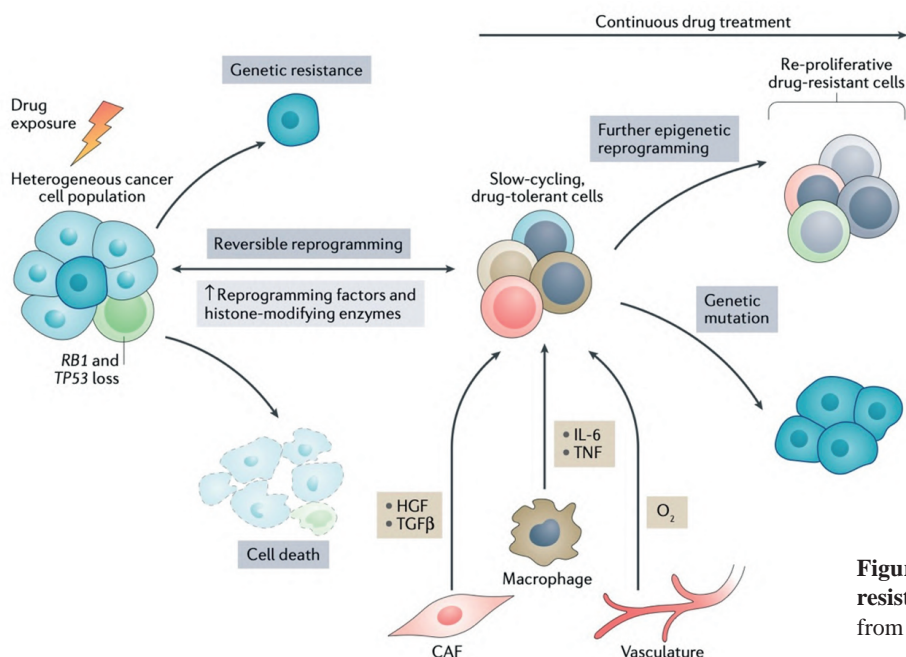 Continuous drug treatment
Genetic resistance
Re-proliferative
drug-resistant cells
Drug
exposure
Further epigenetic
reprogramming
Heterogeneous cancer
cell population
Slow-cycling,
drug-tolerant cells
Reversible reprogramming
↑ Reprogramming factors and
histone-modifying enzymes
Genetic
mutation
RB1 and
TP53 loss
• IL-6
• TNF
• HGF
• TGFβ
O₂
Cell death
Macrophage
CAF
Vasculature
Figur
resist
from